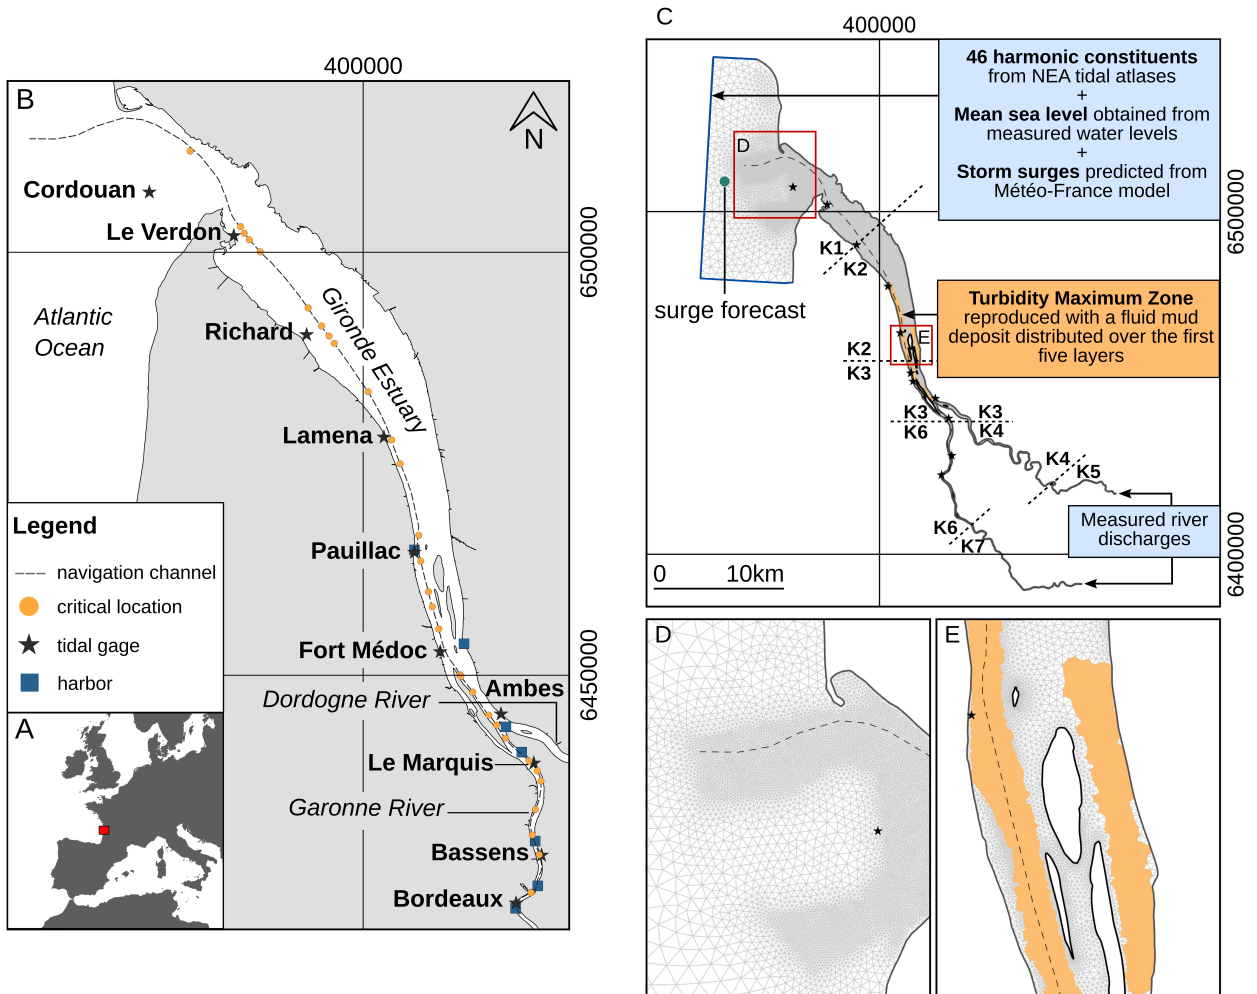 B
400000
N
Cordouan
Le Verdon
6500000
Atlantic
Ocean
Richard
Gironde Estuary
Lamena
Legend
navigation channel
critical location
tidal gage
harbor
Pauillac
Fort Médoc
6450000
Ambes
Dordogne River
Le Marquis
Garonne River
Bassens
Bordeaux
A
C
400000
46 harmonic constituents
from NEA tidal atlases
+
Mean sea level obtained from
measured water levels
+
Storm surges predicted from
Météo-France model
D
6500000
K1
K2
surge forecast
Turbidity Maximum Zone
reproduced with a fluid mud
deposit distributed over the first
five layers
E
K2
K3
K3
K6
K3
K4
K4
K5
Measured river
discharges
K6
K7
6400000
0 10km
D
E